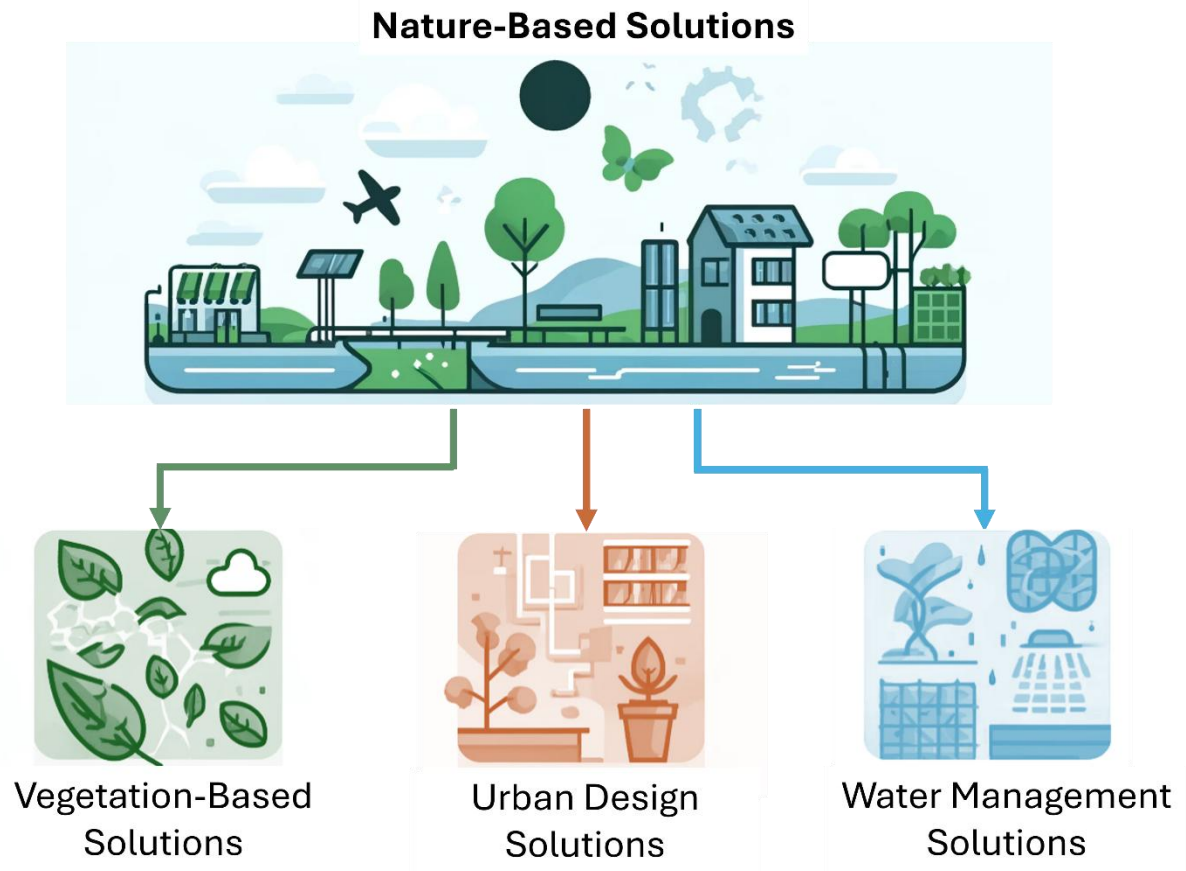 Nature-Based Solutions
Vegetation-Based
Solutions
Urban Design
Solutions
Water Management
Solutions